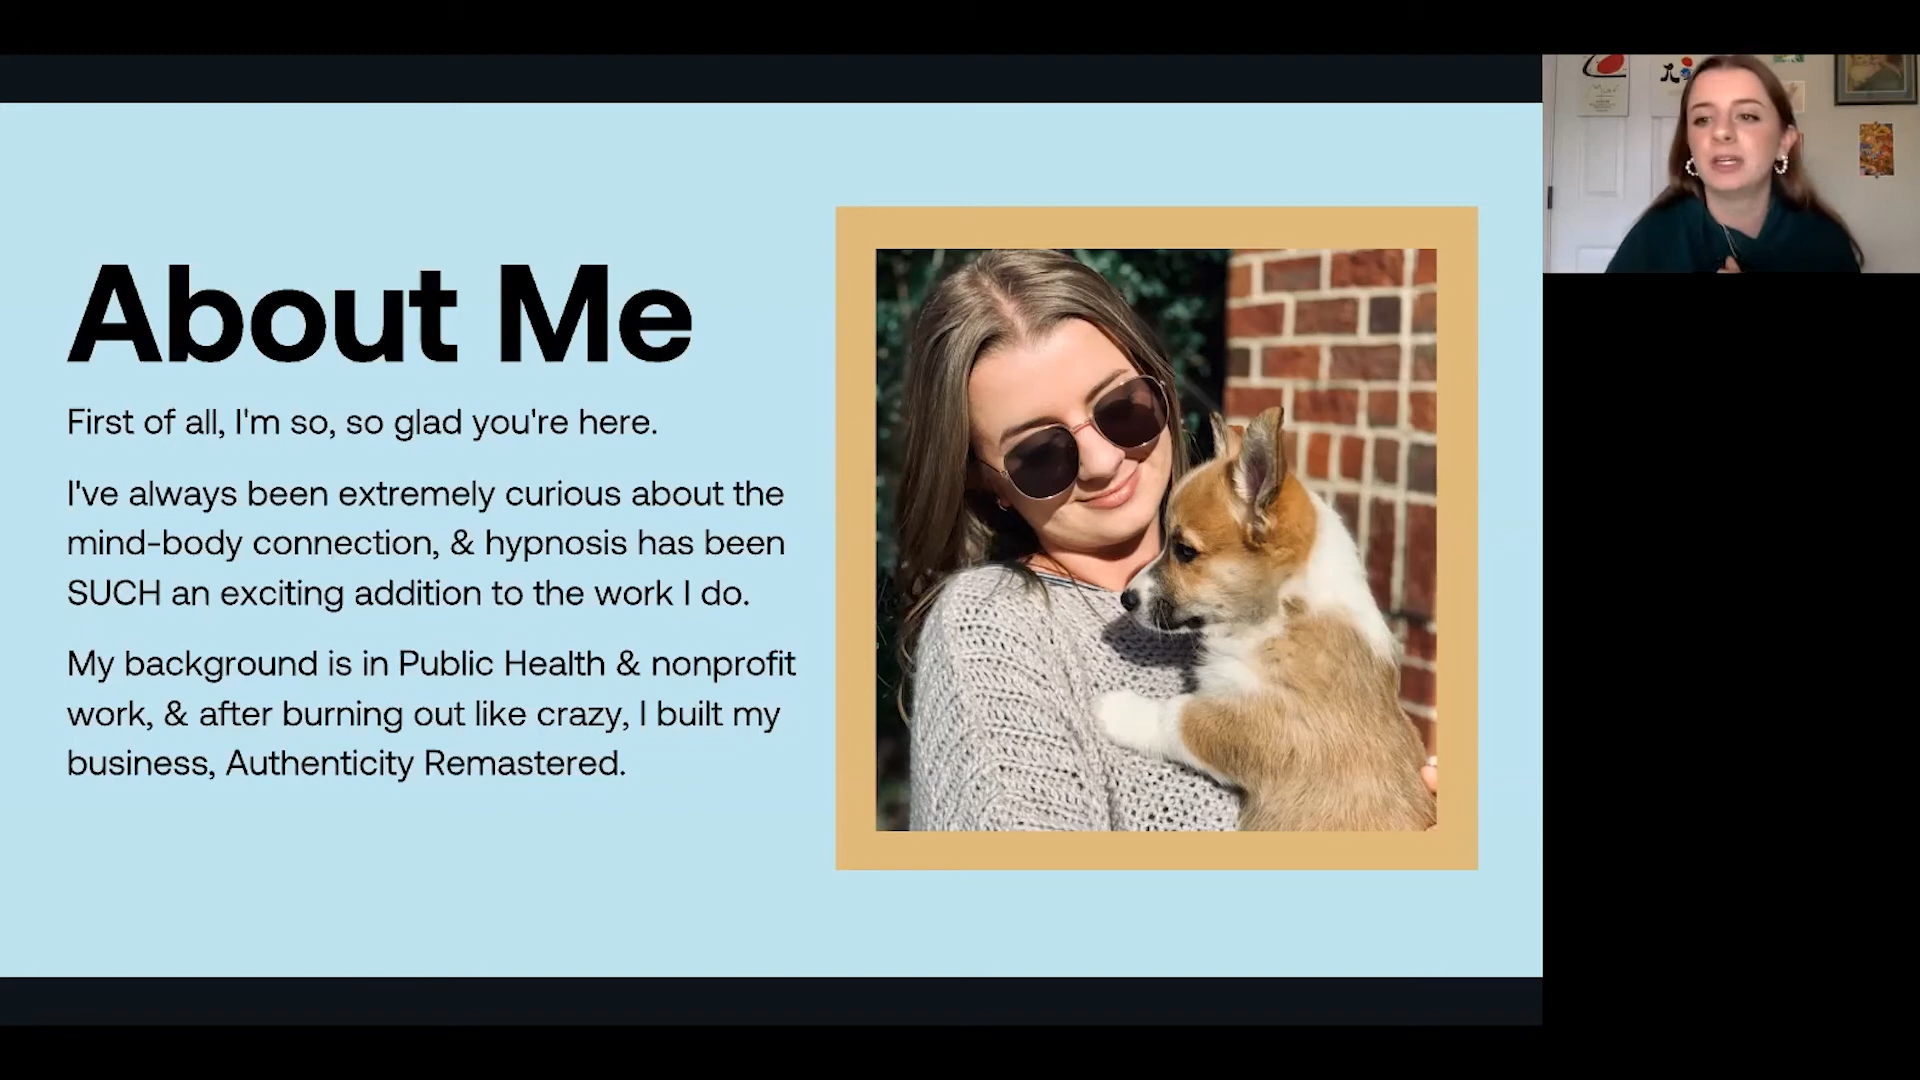 About Me
First of all, I'm so, so glad you're here.
I've always been extremely curious about the
mind-body connection, & hypnosis has been
SUCH an exciting addition to the work I do.
My background is in Public Health & nonprofit
work, & after burning out like crazy, I built my
business, Authenticity Remastered.